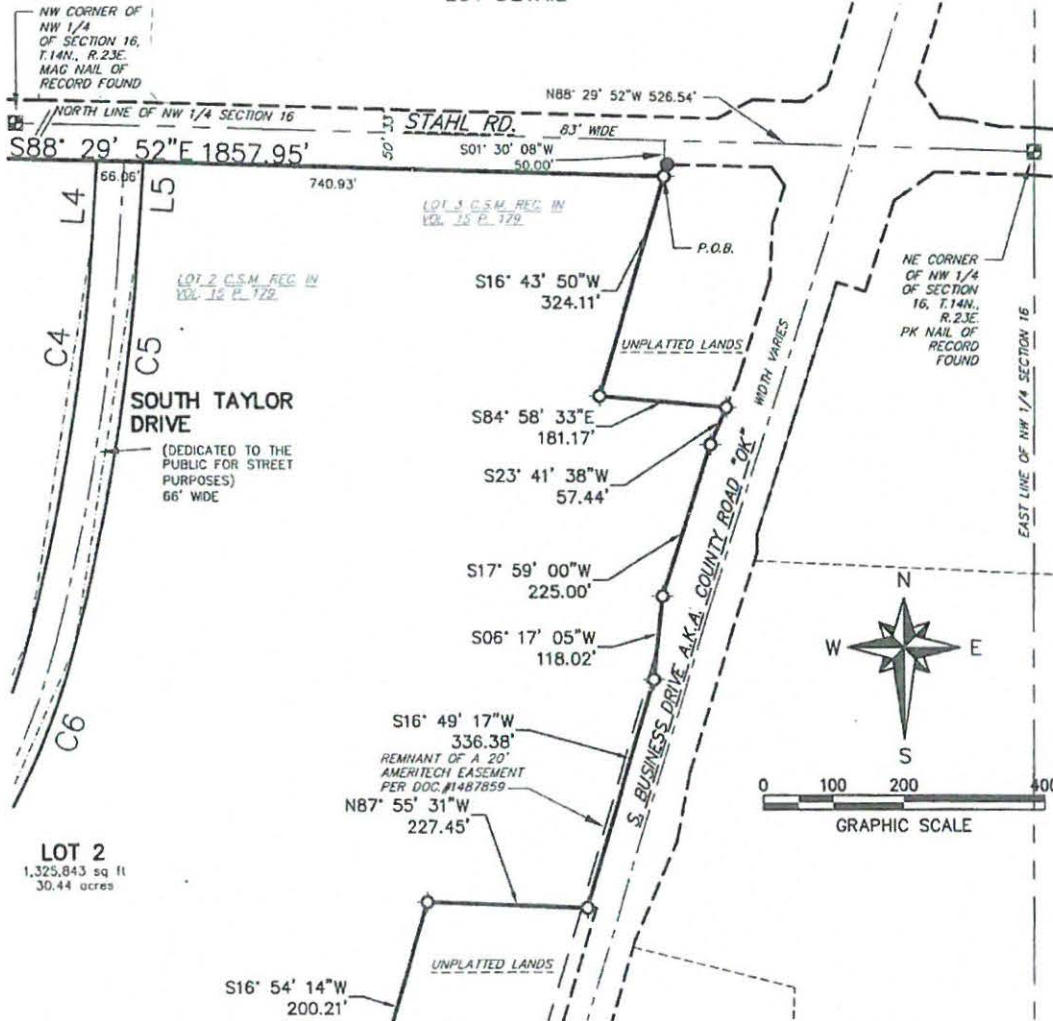 NW CORNER OF
NW 1/4
OF SECTION 16,
T.14N., R.23E.
MAG NAIL OF
RECORD FOUND
NORTH LINE OF NW 1/4 SECTION 16
STAHL RD.
83' WIDE
50'
33'
N88° 29' 52"W 526.54'
S88° 29' 52"E 1857.95'
S01° 30' 08"W
50.00'
66.06'
740.93'
L4
L5
LOT 3 C.S.M. REC. IN
VOL. 15 P. 179
P.O.B.
LOT 2 C.S.M. REC. IN
VOL. 15 P. 179
S16° 43' 50"W
324.11'
UNPLATTED LANDS
NE CORNER
OF NW 1/4
OF SECTION
16, T.14N.,
R.23E.
PK NAIL OF
RECORD
FOUND
EAST LINE OF NW 1/4 SECTION 16
WIDTH VARIES
C4
C5
SOUTH TAYLOR
DRIVE
(DEDICATED TO THE
PUBLIC FOR STREET
PURPOSES)
66' WIDE
S84° 58' 33"E
181.17'
S23° 41' 38"W
57.44'
S17° 59' 00"W
225.00'
S06° 17' 05"W
118.02'
S. BUSINESS DRIVE A.K.A. COUNTY ROAD "OK"
N
W
E
S
C6
S16° 49' 17"W
336.38'
REMNANT OF A 20'
AMERITECH EASEMENT
PER DOC.#1487859
N87° 55' 31"W
227.45'
0 100 200 400
GRAPHIC SCALE
LOT 2
1,325,843 sq ft
30.44 acres
UNPLATTED LANDS
S16° 54' 14"W
200.21'